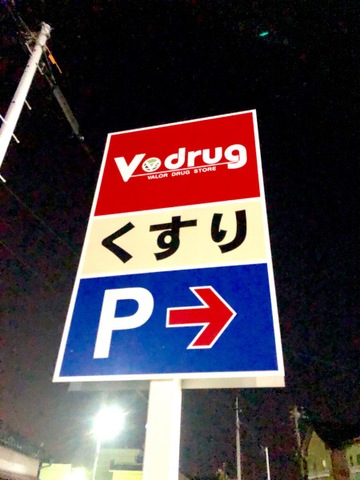 V drug
VALOR DRUG STORE
くすり
P →